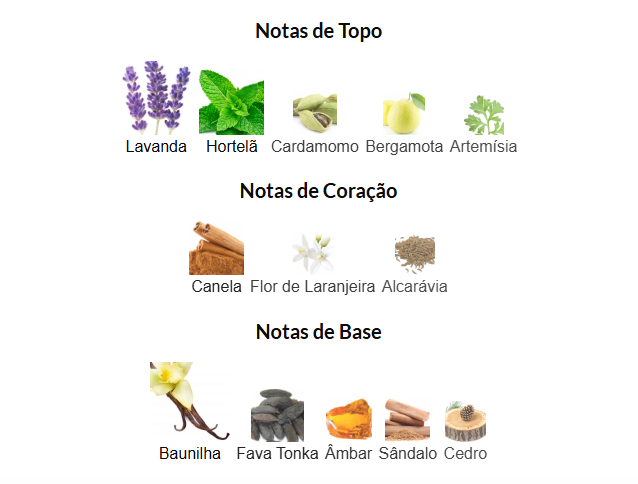 Notas de Topo
Lavanda Hortelã Cardamomo Bergamota Artemísia
Notas de Coração
Canela Flor de Laranjeira Alcarávia
Notas de Base
Baunilha Fava Tonka Âmbar Sândalo Cedro